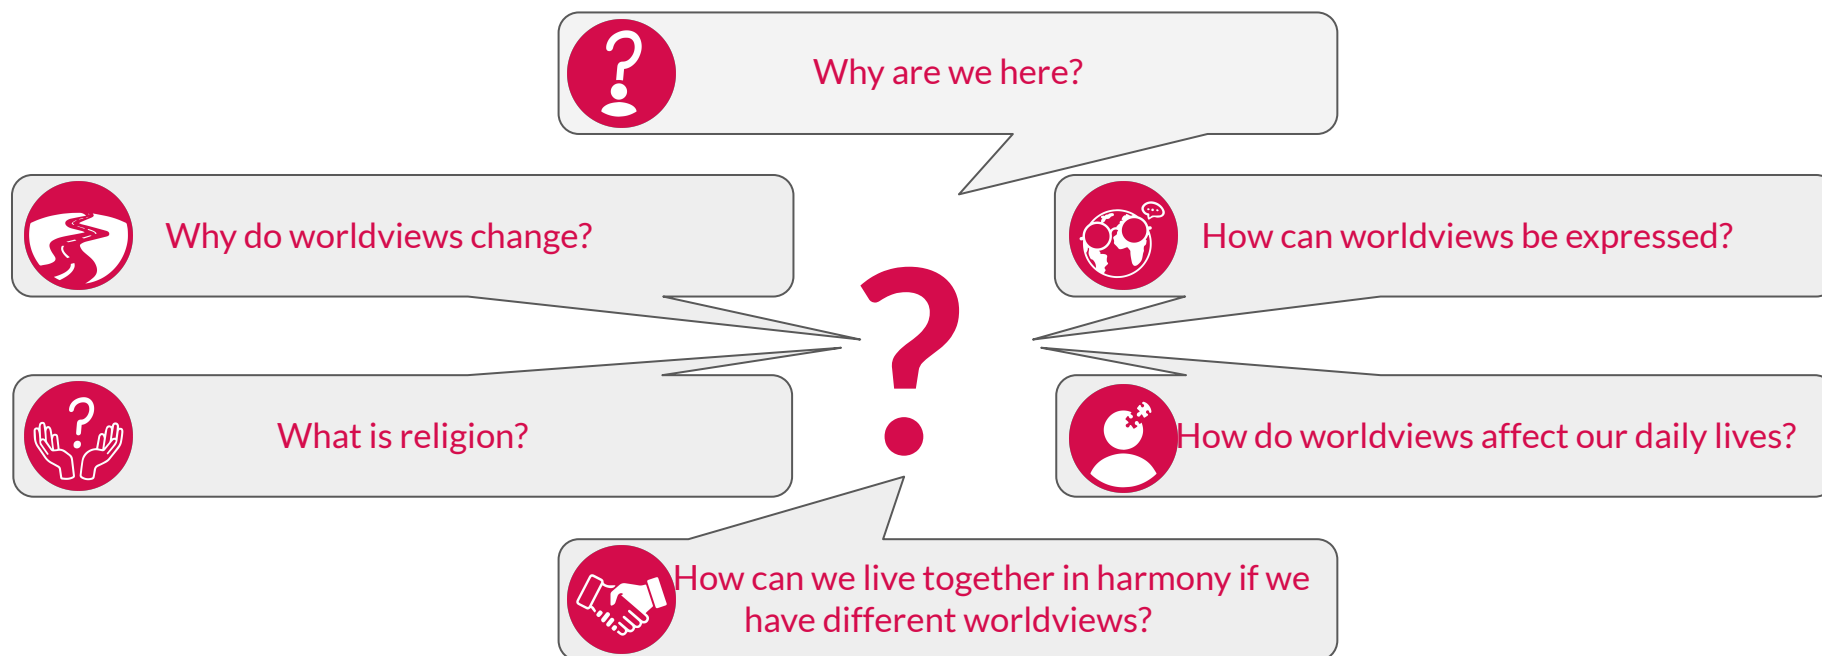 Why are we here?
Why do worldviews change?
How can worldviews be expressed?
?
What is religion?
How do worldviews affect our daily lives?
How can we live together in harmony if we
have different worldviews?